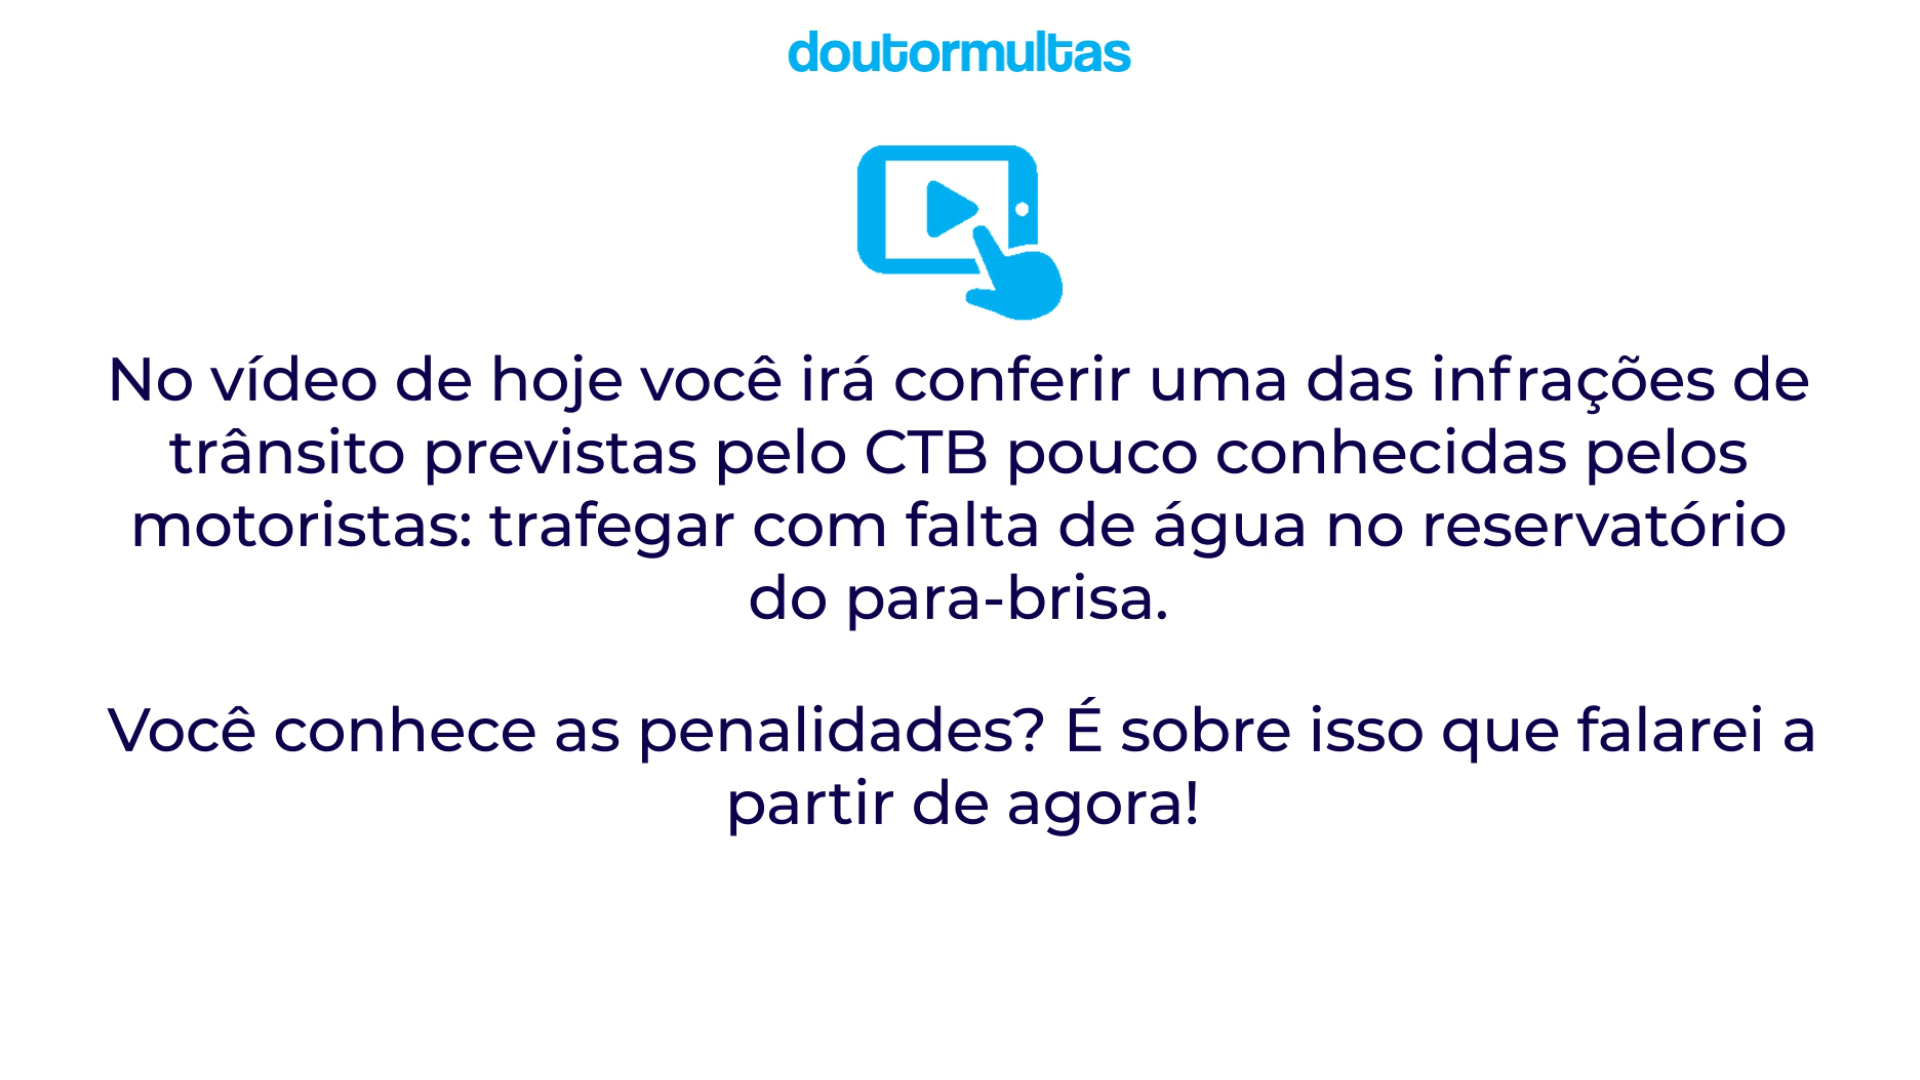 doutormultas
No vídeo de hoje você irá conferir uma das infrações de
trânsito previstas pelo CTB pouco conhecidas pelos
motoristas: trafegar com falta de água no reservatório
do para-brisa.
Você conhece as penalidades? É sobre isso que falarei a
partir de agora!